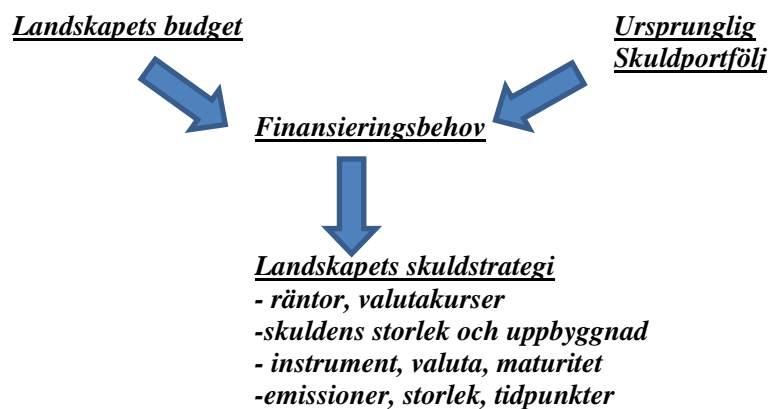 Landskapets budget
Ursprunglig
Skuldportfölj
Finansieringsbehov
Landskapets skuldstrategi
- räntor, valutakurser
-skuldens storlek och uppbyggnad
- instrument, valuta, maturitet
-emissioner, storlek, tidpunkter